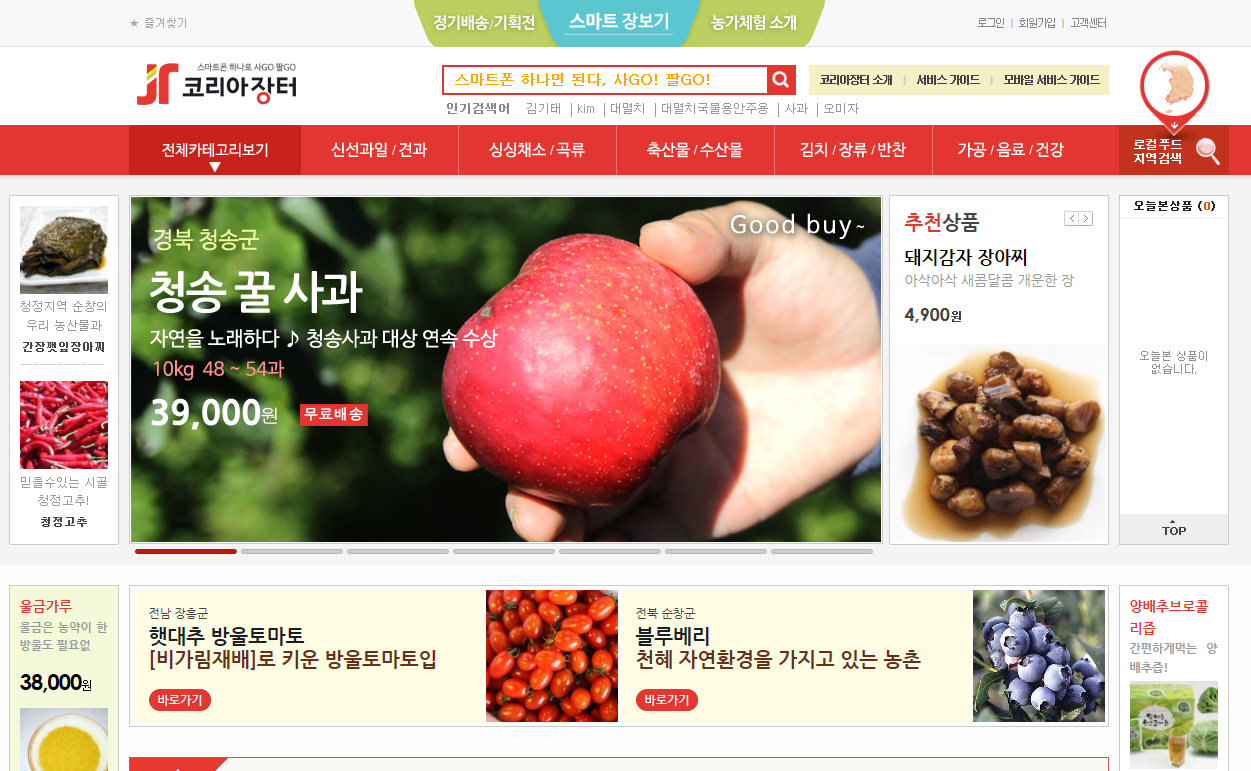 ★ 즐겨찾기
정기배송/기획전
스마트 장보기
농가체험 소개
로그인 | 회원가입 | 고객센터
스마트폰 하나로 사GO 팔GO
코리아장터
스마트폰 하나면 된다, 사GO! 팔GO!
인기검색어 김기태 | kim | 대멸치 | 대멸치국물용안주용 | 사과 | 오미자
코리아장터 소개 | 서비스 가이드 | 모바일 서비스 가이드
전체카테고리보기
신선과일 / 견과
싱싱채소 / 곡류
축산물 / 수산물
김치 / 장류 / 반찬
가공 / 음료 / 건강
로컬푸드
지역검색
청정지역 순창의
우리 농산물과
간장깻잎장아찌
믿을수있는 시골
청정고추!
청정고추
Good buy~
경북 청송군
청송 꿀 사과
자연을 노래하다 ♪ 청송사과 대상 연속 수상
10kg 48 ~ 54과
39,000원 무료배송
추천상품
돼지감자 장아찌
아삭아삭 새콤달콤 개운한 장
4,900원
오늘본상품 (0)
오늘본 상품이
없습니다.
TOP
울금가루
울금은 농약이 한
방울도 필요없
38,000원
전남 장흥군
햇대추 방울토마토
[비가림재배]로 키운 방울토마토입
바로가기
전북 순창군
블루베리
천혜 자연환경을 가지고 있는 농촌
바로가기
양배추브로콜
리즙
간편하게먹는 양
배추즙!